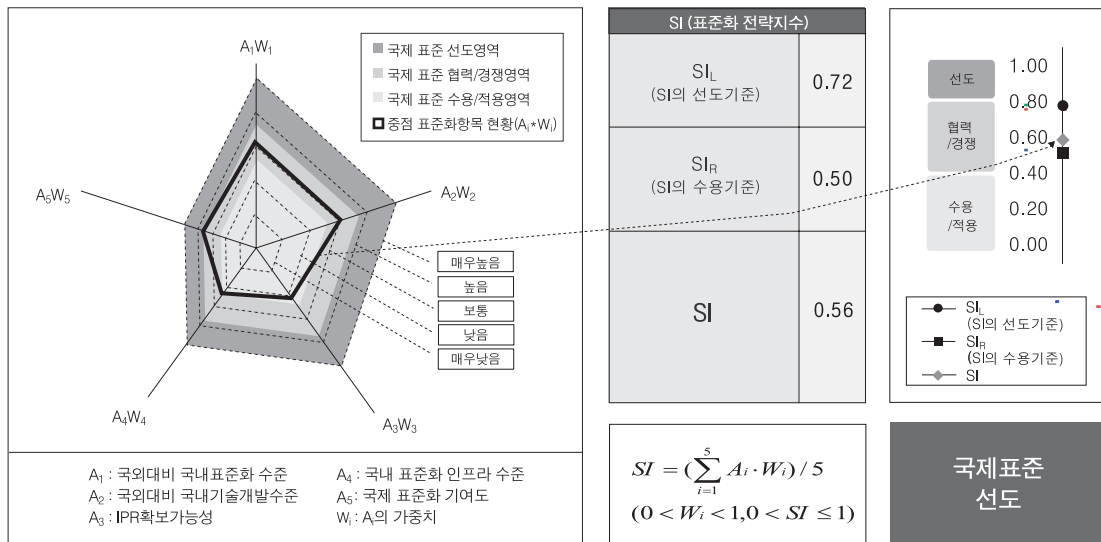 A₁W₁
국제 표준 선도영역
국제 표준 협력/경쟁영역
국제 표준 수용/적용영역
중점 표준화항목 현황(Aᵢ*Wᵢ)
A₅W₅
A₂W₂
매우높음
높음
보통
낮음
매우낮음
A₄W₄
A₃W₃
A₁ : 국외대비 국내표준화 수준
A₂ : 국외대비 국내기술개발수준
A₃ : IPR확보가능성
A₄ : 국내 표준화 인프라 수준
A₅ : 국제 표준화 기여도
Wᵢ : Aᵢ의 가중치
SI (표준화 전략지수)
SI_L
(SI의 선도기준)
0.72
SI_R
(SI의 수용기준)
0.50
SI
0.56
SI = (∑ᵢ₌₁⁵ Aᵢ · Wᵢ) / 5
(0 < Wᵢ < 1,0 < SI ≤ 1)
선도
협력
/경쟁
수용
/적용
1.00
0.80
0.60
0.40
0.20
0.00
SI_L
(SI의 선도기준)
SI_R
(SI의 수용기준)
SI
국제표준
선도